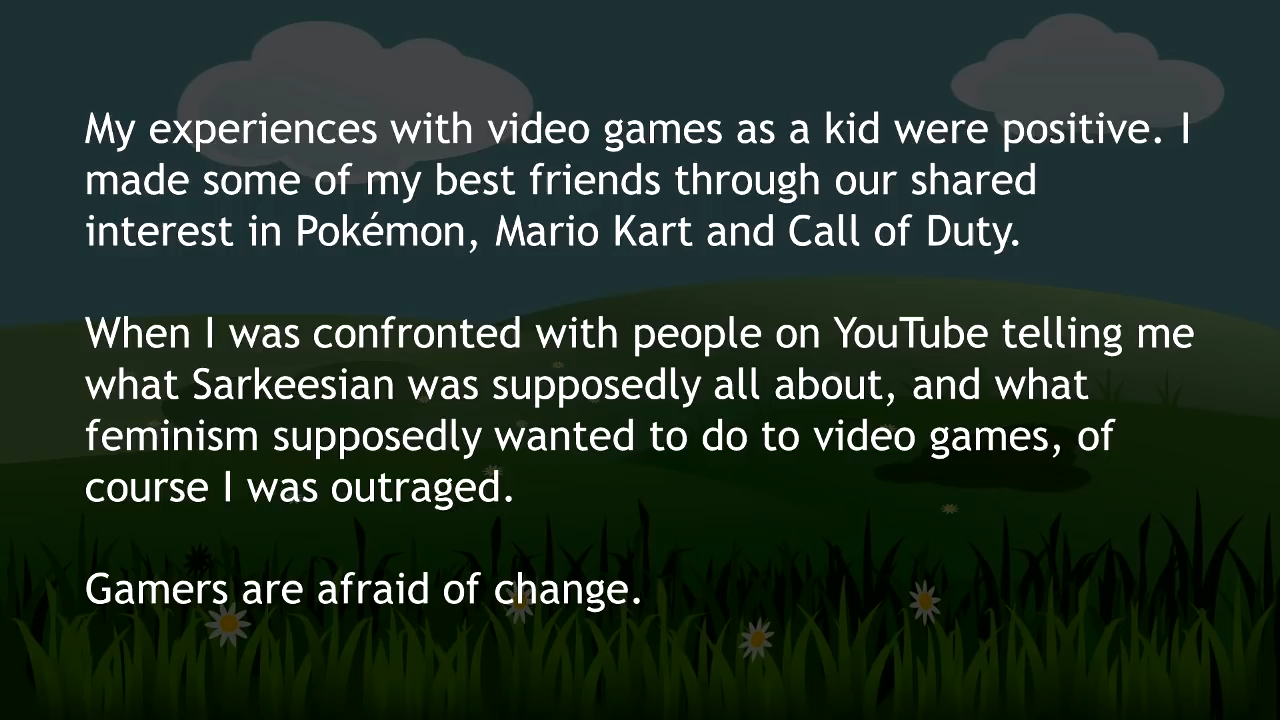 My experiences with video games as a kid were positive. I
made some of my best friends through our shared
interest in Pokémon, Mario Kart and Call of Duty.
When I was confronted with people on YouTube telling me
what Sarkeesian was supposedly all about, and what
feminism supposedly wanted to do to video games, of
course I was outraged.
Gamers are afraid of change.